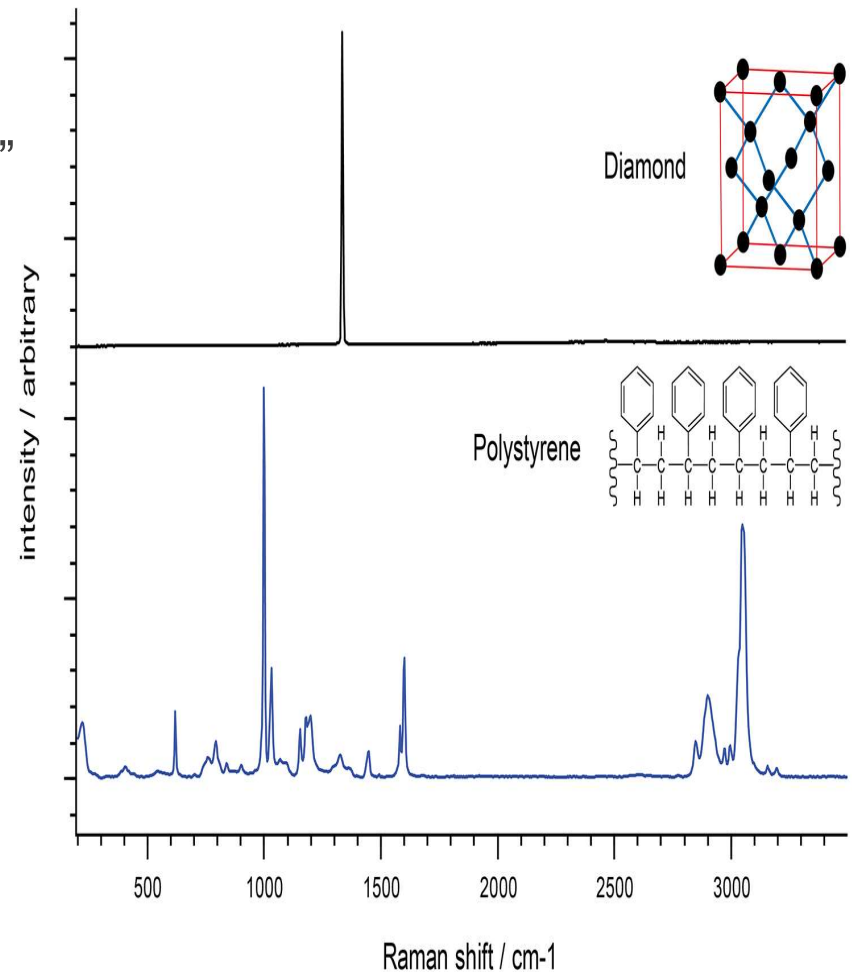 ”
Diamond
intensity / arbitrary
Polystyrene
H H H H
C C C C C C C C
H H H H H H H H
500 1000 1500 2000 2500 3000
Raman shift / cm-1